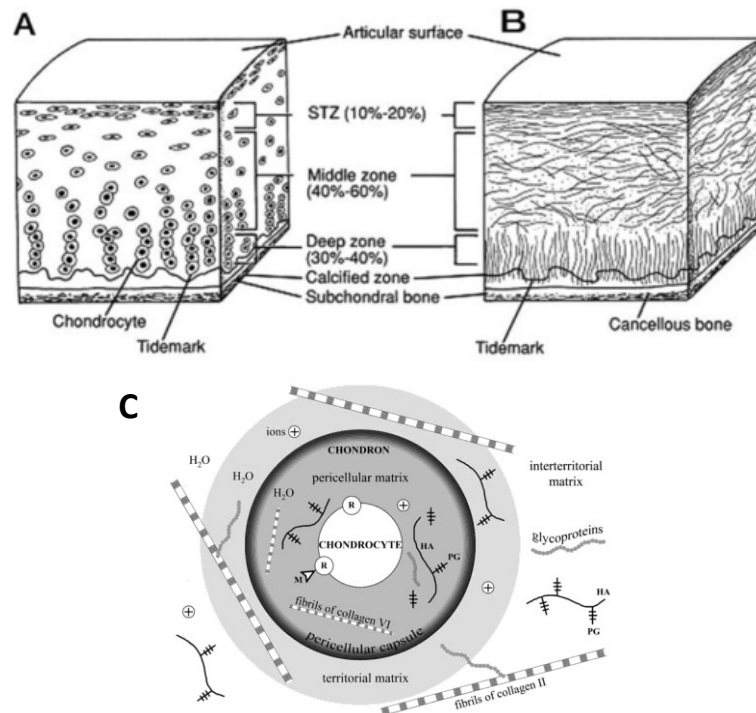 A
B
Articular surface
STZ (10%-20%)
Middle zone
(40%-60%)
Deep zone
(30%-40%)
Calcified zone
Subchondral bone
Chondrocyte
Tidemark
Cancellous bone
Tidemark
C
ions +
CHONDRON
H2O
H2O
H2O
pericellular matrix
interterritorial
matrix
R
+
CHONDROCYTE
HA
PG
glycoproteins
M
R
HA
PG
+
+
fibrils of collagen VI
pericellular capsule
territorial
matrix
fibrils of collagen II